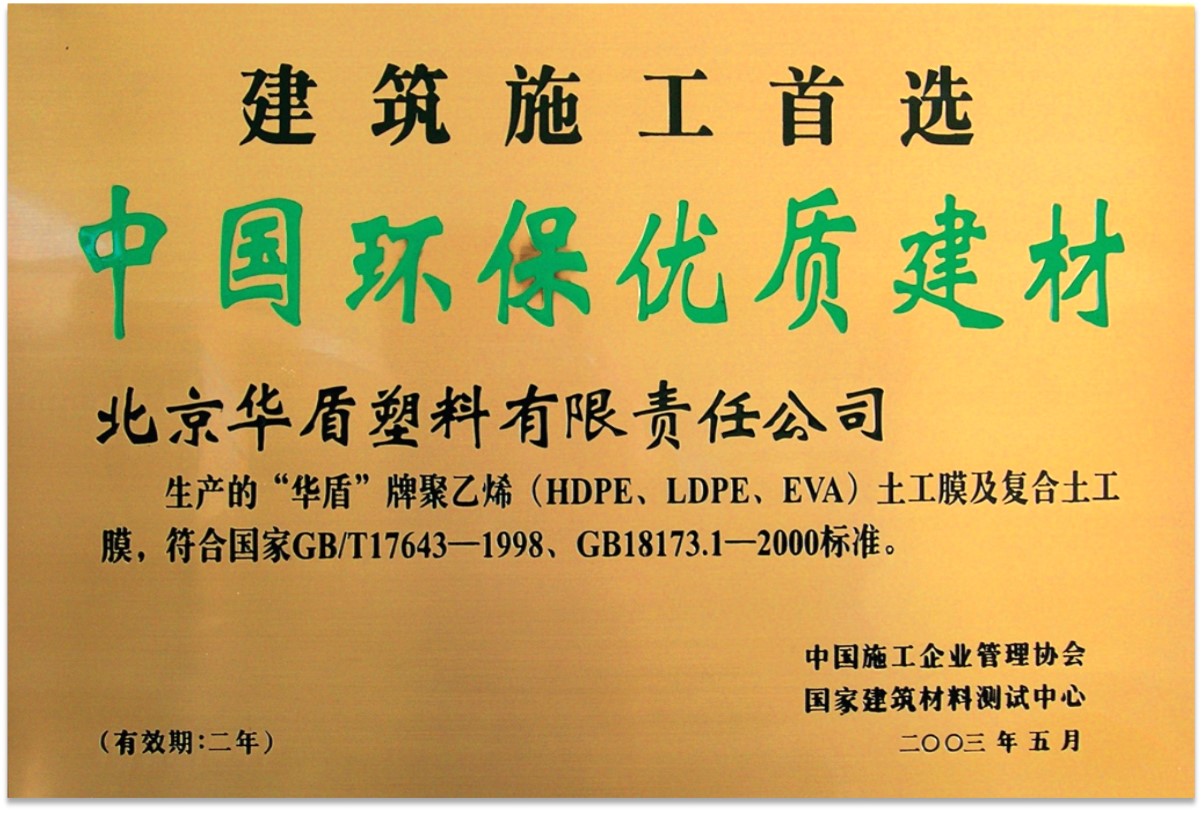 建筑施工首选
中国环保优质建材
北京华盾塑料有限责任公司
生产的“华盾”牌聚乙烯（HDPE、LDPE、EVA）土工膜及复合土工
膜，符合国家GB/T17643—1998、GB18173.1—2000标准。
中国施工企业管理协会
国家建筑材料测试中心
（有效期:二年） 二〇〇三年五月